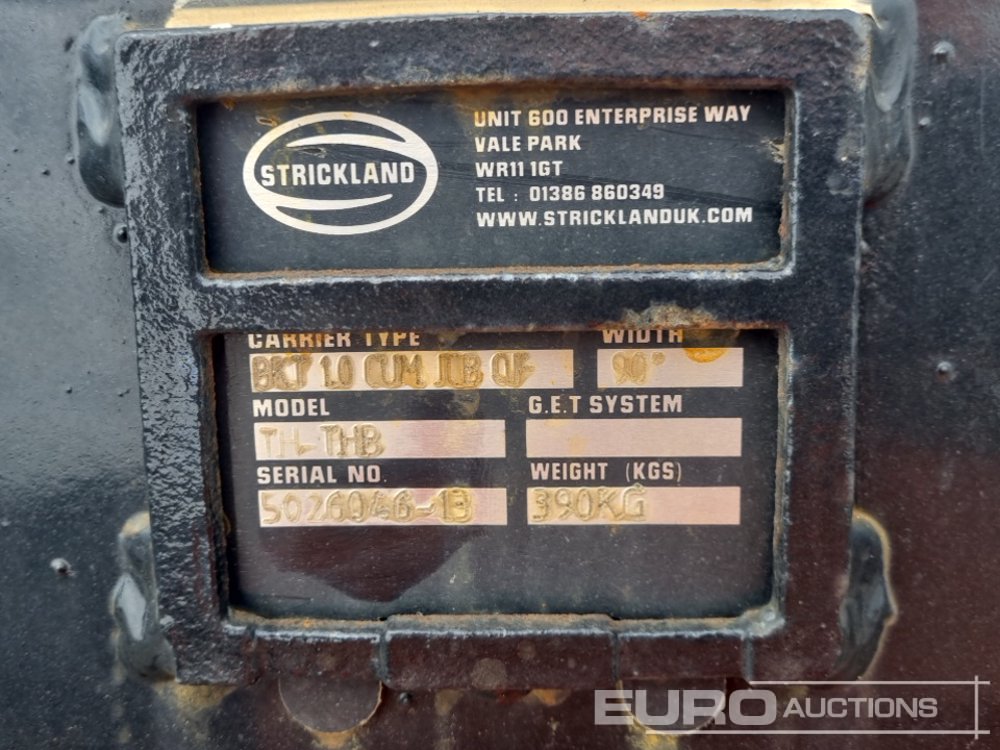 STRICKLAND
UNIT 600 ENTERPRISE WAY
VALE PARK
WR11 1GT
TEL : 01386 860349
WWW.STRICKLANDUK.COM
CARRIER TYPE
WIDTH
BKT 1.0 CUM JCB QF
90"
MODEL
G.E.T SYSTEM
TH-THB
SERIAL NO.
WEIGHT (KGS)
5026046-13
390KG
EURO AUCTIONS